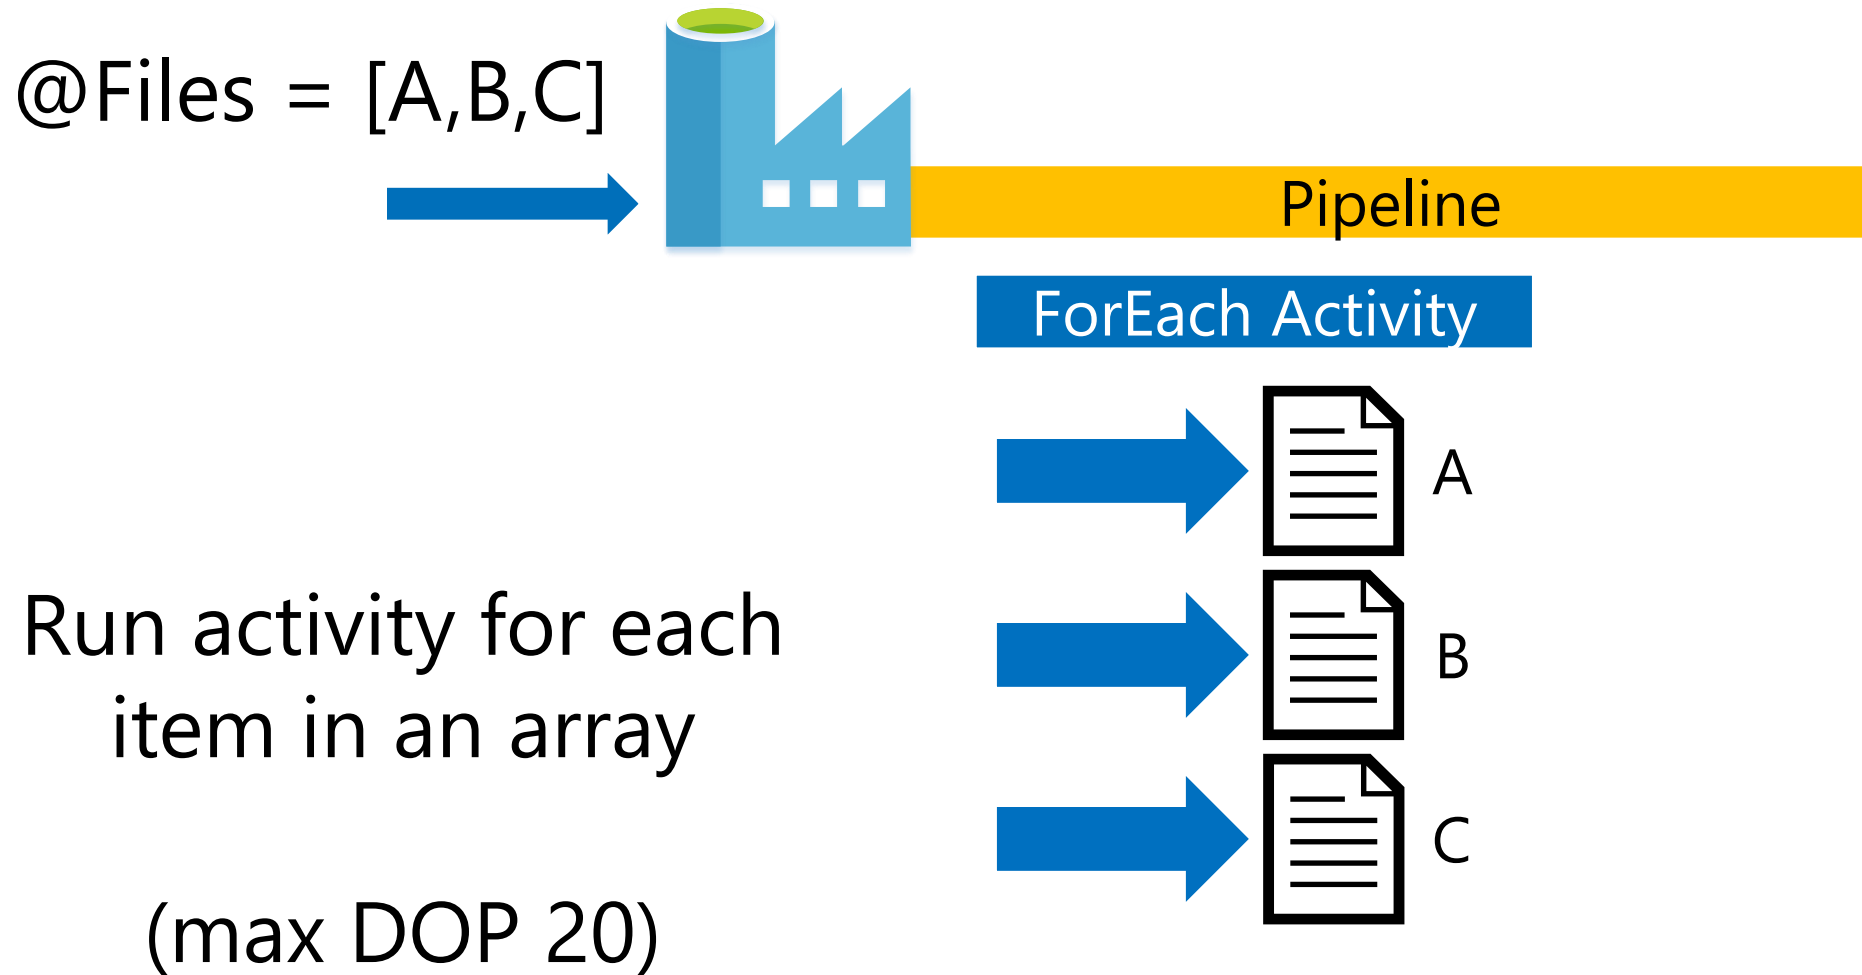 @Files = [A,B,C]
Pipeline
ForEach Activity
A
B
C
Run activity for each
item in an array
(max DOP 20)